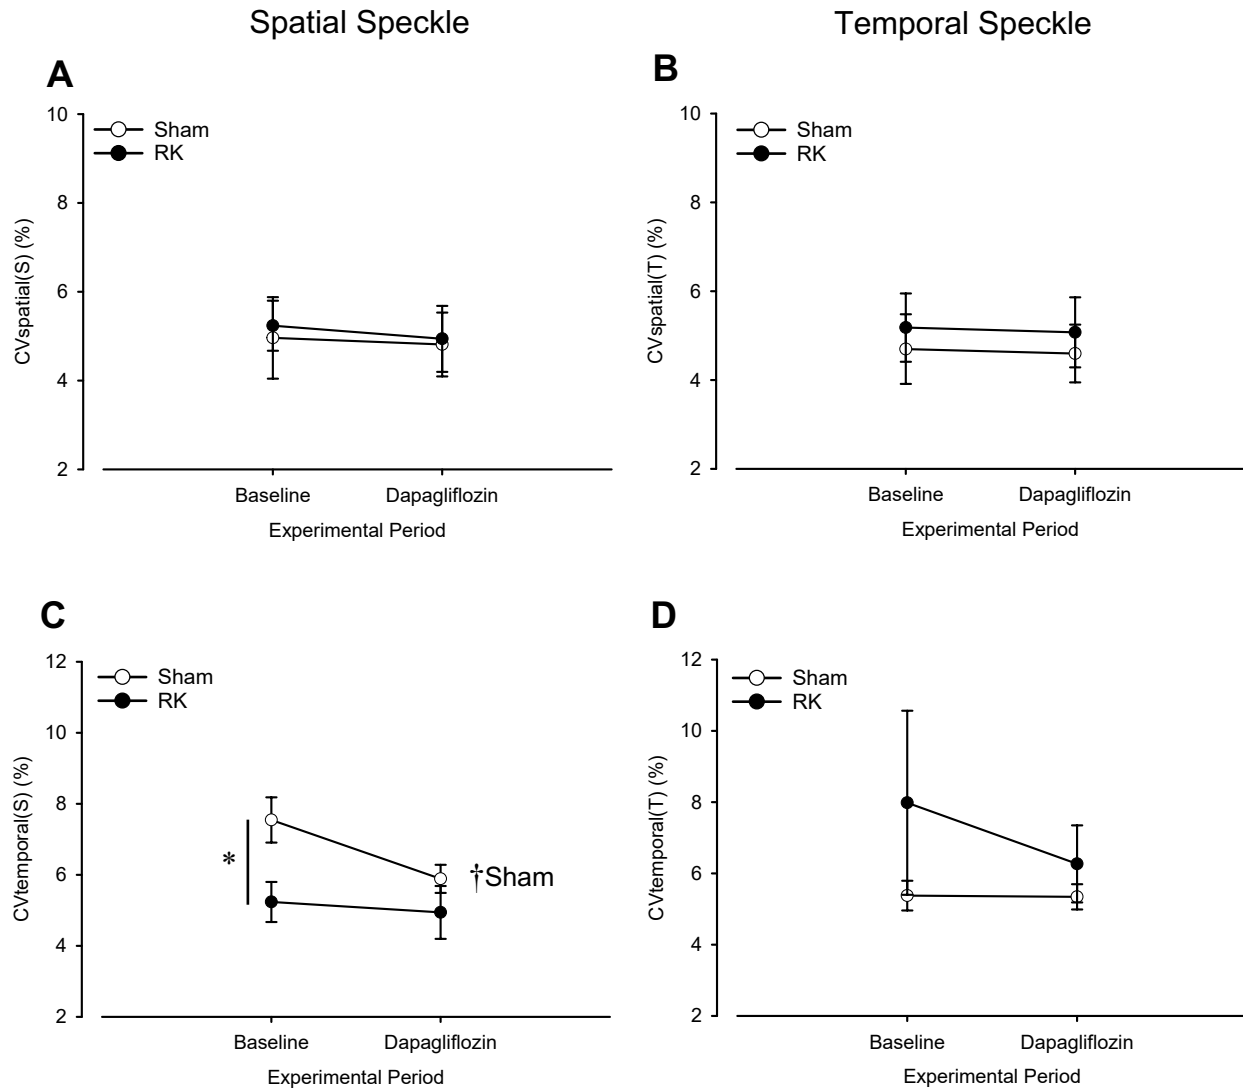 Spatial Speckle
Temporal Speckle
A
10
8
6
4
2
CVspatial(S) (%)
Sham
RK
Baseline
Dapagliflozin
Experimental Period
B
10
8
6
4
2
CVspatial(T) (%)
Sham
RK
Baseline
Dapagliflozin
Experimental Period
C
12
10
8
6
4
2
CVtemporal(S) (%)
Sham
RK
*
†Sham
Baseline
Dapagliflozin
Experimental Period
D
12
10
8
6
4
2
CVtemporal(T) (%)
Sham
RK
Baseline
Dapagliflozin
Experimental Period